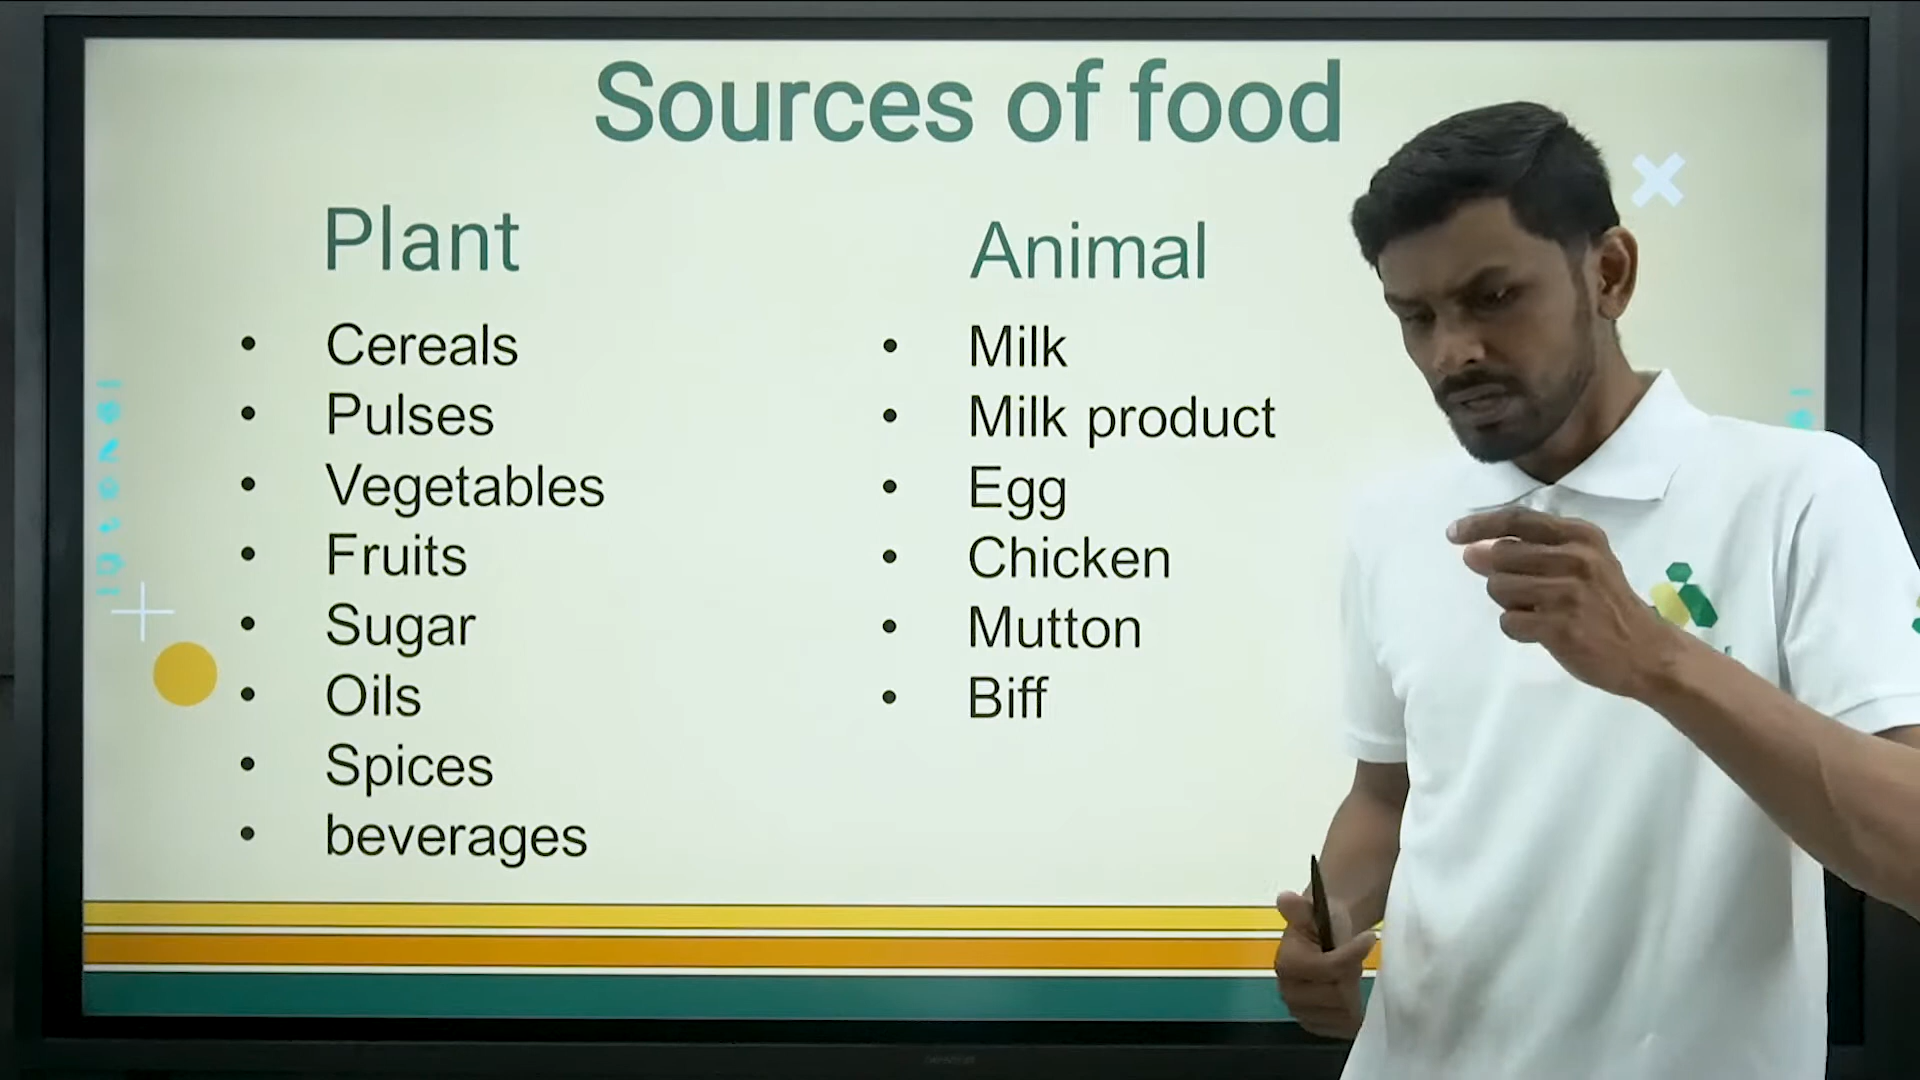 Sources of food
Plant
Cereals
Pulses
Vegetables
Fruits
Sugar
Oils
Spices
beverages
Animal
Milk
Milk product
Egg
Chicken
Mutton
Biff